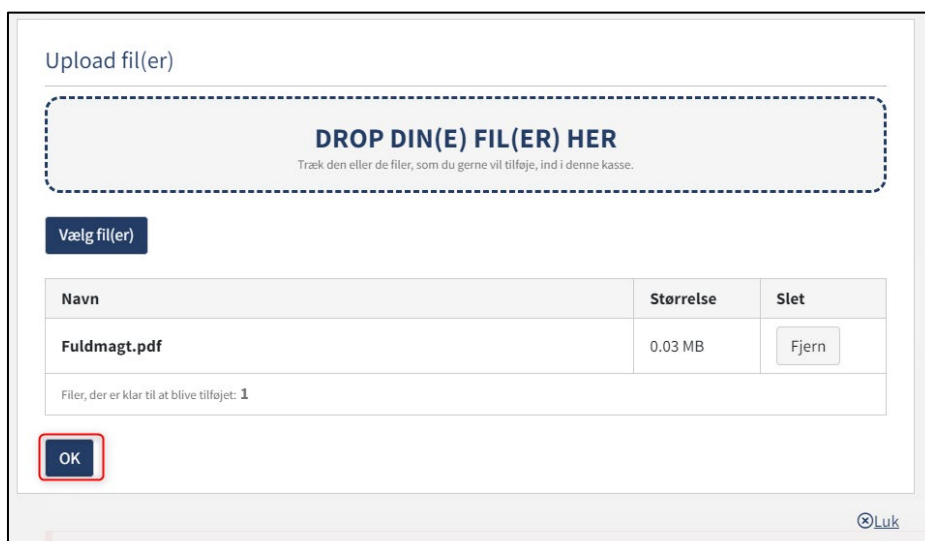 Upload fil(er)
DROP DIN(E) FIL(ER) HER
Træk den eller de filer, som du gerne vil tilføje, ind i denne kasse.
Vælg fil(er)
Navn Størrelse Slet
Fuldmagt.pdf 0.03 MB Fjern
Filer, der er klar til at blive tilføjet: 1
OK
Luk